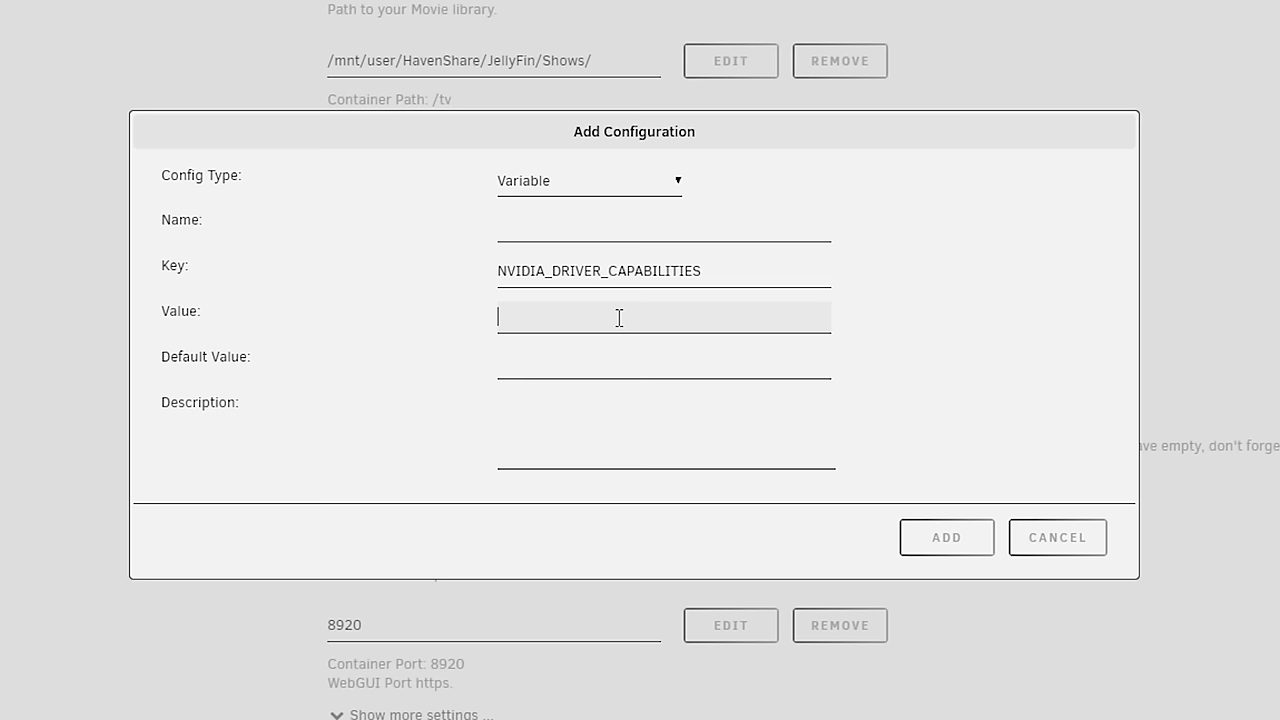 Path to your Movie library.
/mnt/user/HavenShare/JellyFin/Shows/ EDIT REMOVE
Container Path: /tv
Add Configuration
Config Type: Variable
Name:
Key: NVIDIA_DRIVER_CAPABILITIES
Value:
Default Value:
Description:
ave empty, don't forge
ADD CANCEL
8920 EDIT REMOVE
Container Port: 8920
WebGUI Port https.
Show more settings ...